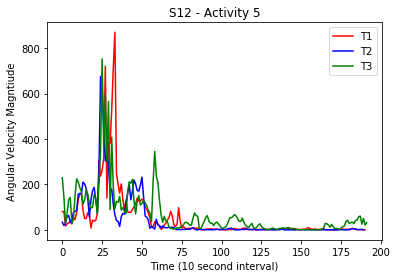 S12 - Activity 5
Angular Velocity Magntiude
800
600
400
200
0
T1
T2
T3
0 25 50 75 100 125 150 175 200
Time (10 second interval)